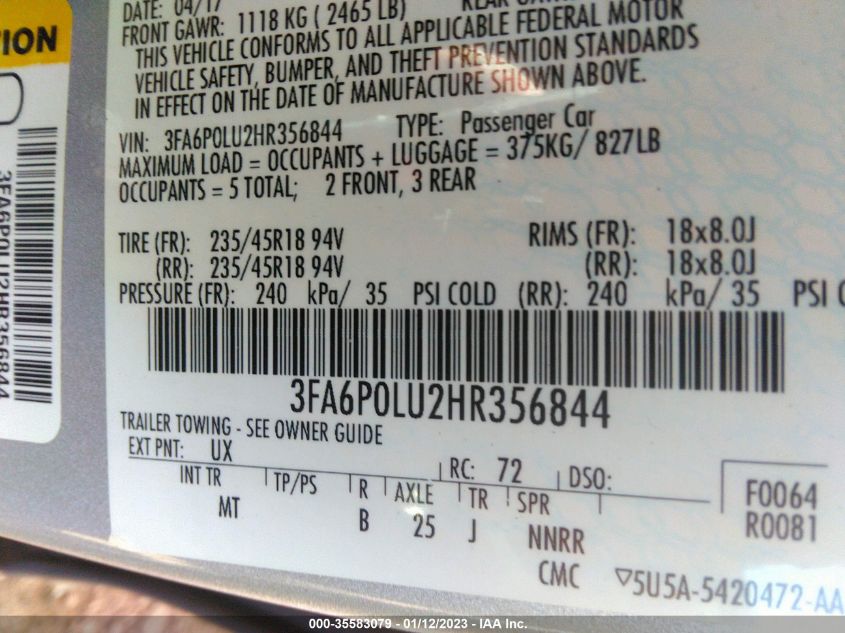 DATE: 04/17
FRONT GAWR: 1118 KG ( 2465 LB)
THIS VEHICLE CONFORMS TO ALL APPLICABLE FEDERAL MOTOR
VEHICLE SAFETY, BUMPER, AND THEFT PREVENTION STANDARDS
IN EFFECT ON THE DATE OF MANUFACTURE SHOWN ABOVE.
VIN: 3FA6P0LU2HR356844 TYPE: Passenger Car
MAXIMUM LOAD = OCCUPANTS + LUGGAGE = 375KG/ 827LB
OCCUPANTS = 5 TOTAL; 2 FRONT, 3 REAR
TIRE (FR): 235/45R18 94V RIMS (FR): 18x8.0J
(RR): 235/45R18 94V (RR): 18x8.0J
PRESSURE (FR): 240 kPa/ 35 PSI COLD (RR): 240 kPa/ 35 PSI
3FA6P0LU2HR356844
TRAILER TOWING - SEE OWNER GUIDE
EXT PNT: UX RC: 72 DSO:
INT TR TP/PS R AXLE TR SPR F0064
MT B 25 J NNRR R0081
CMC ▽5U5A-5420472-AA
3FA6P0LU2HR356844
000-35583079 - 01/12/2023 - IAA Inc.